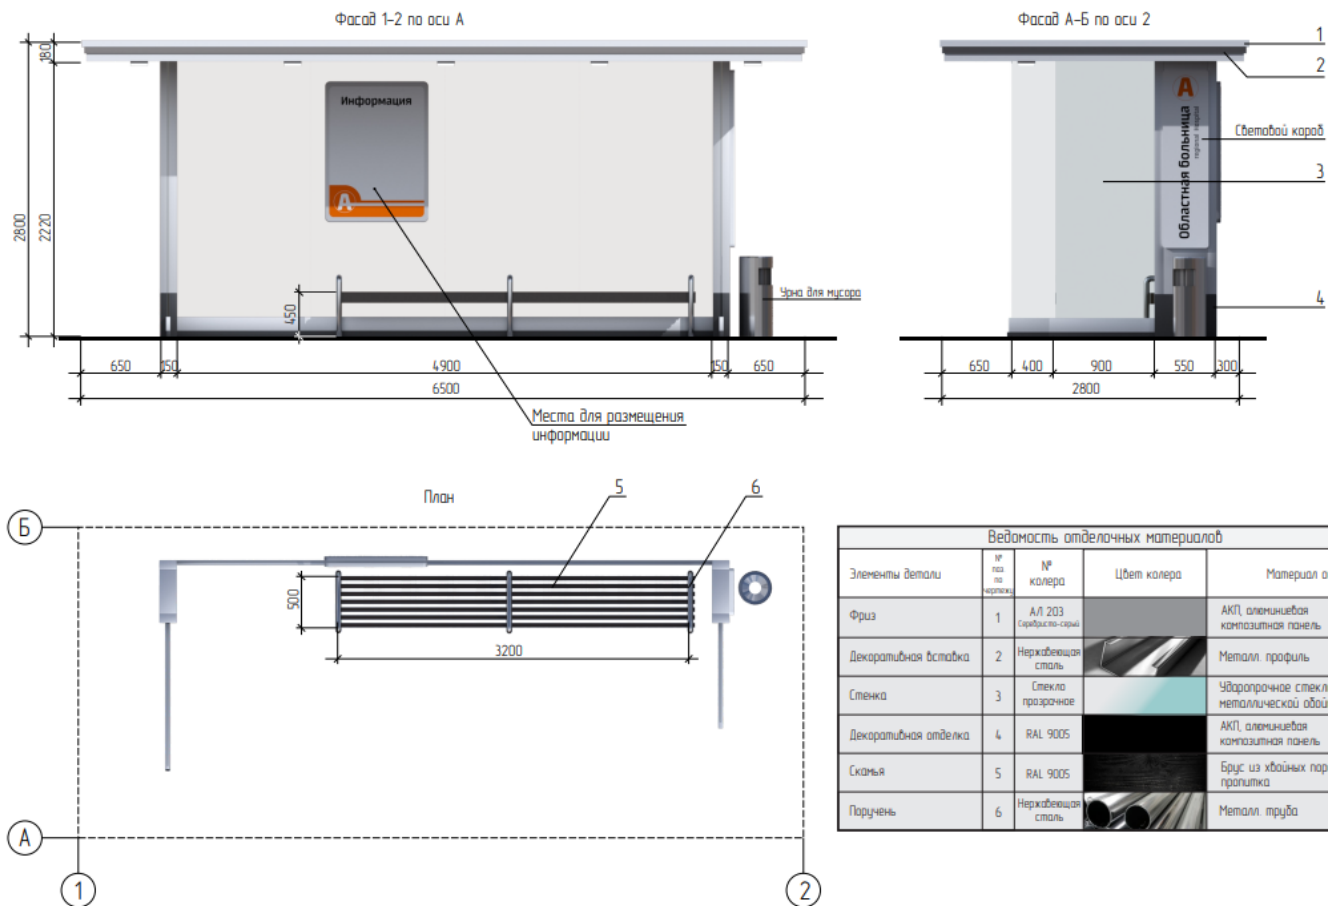 Фасад 1-2 по оси А
Фасад А-Б по оси 2
180
2800
2220
450
Информация
А
Урна для мусора
650
150
4900
150
650
6500
Места для размещения
информации
1
2
А
Областная больница
regional hospital
Световой короб
3
4
650
400
900
550
300
2800
План
5
6
Б
А
1
2
500
3200
Ведомость отделочных материалов
Элементы детали
№
поз
по
чертежу
№
колера
Цвет колера
Материал о
Фриз
1
АЛ 203
Серебристо-серый
АКП, алюминиевая
композитная панель
Декоративная вставка
2
Нержавеющая
сталь
Металл. профиль
Стенка
3
Стекло
прозрачное
Ударопрочное стекл
металлической обой
Декоративная отделка
4
RAL 9005
АКП, алюминиевая
композитная панель
Скамья
5
RAL 9005
Брус из хвойных пор
пропитка
Поручень
6
Нержавеющая
сталь
Металл. труба